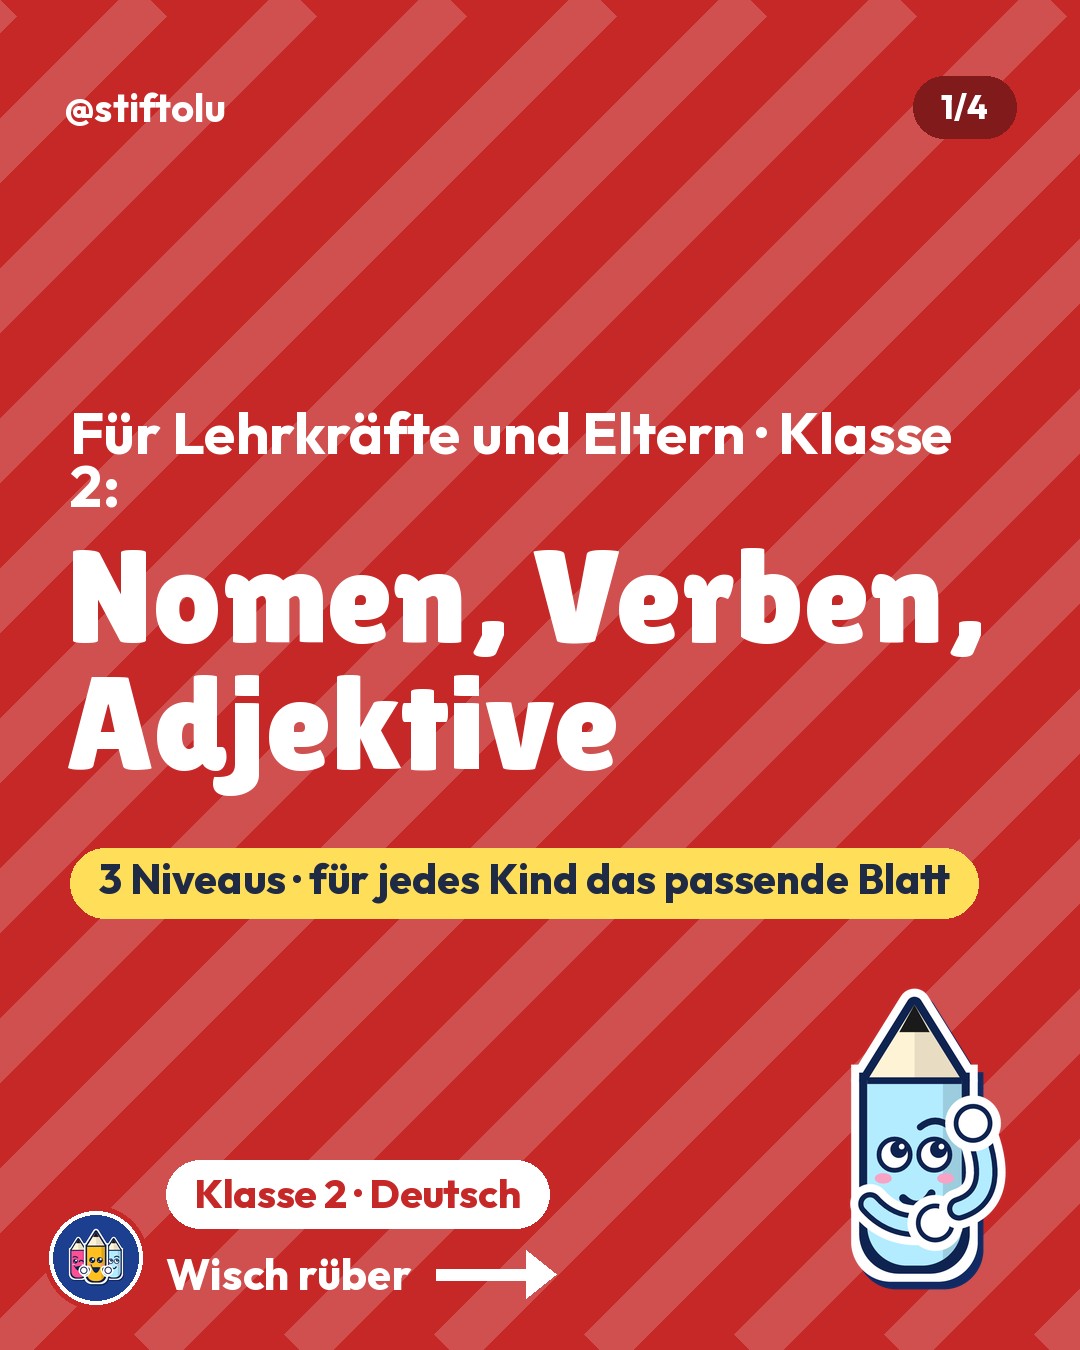 @stiftolu
1/4
Für Lehrkräfte und Eltern · Klasse
2:
Nomen, Verben,
Adjektive
3 Niveaus · für jedes Kind das passende Blatt
Klasse 2 · Deutsch
Wisch rüber